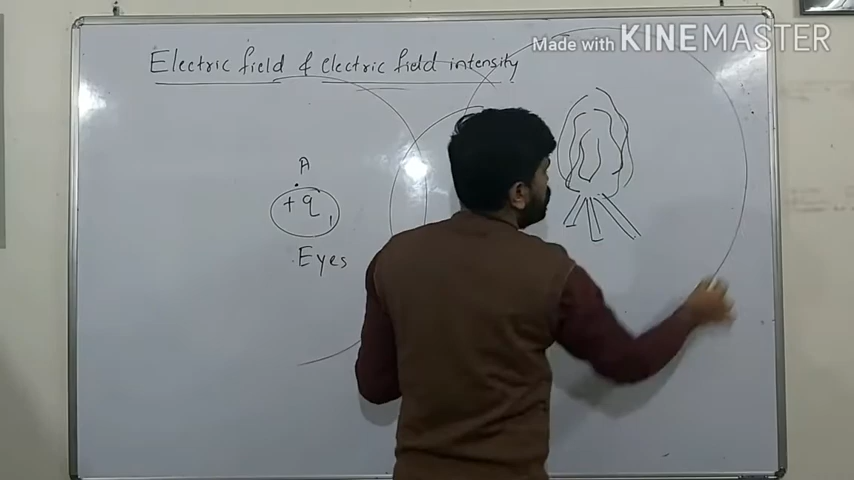 Made with KINEMASTER
Electric field & electric field intensity
A
+q1
Eyes